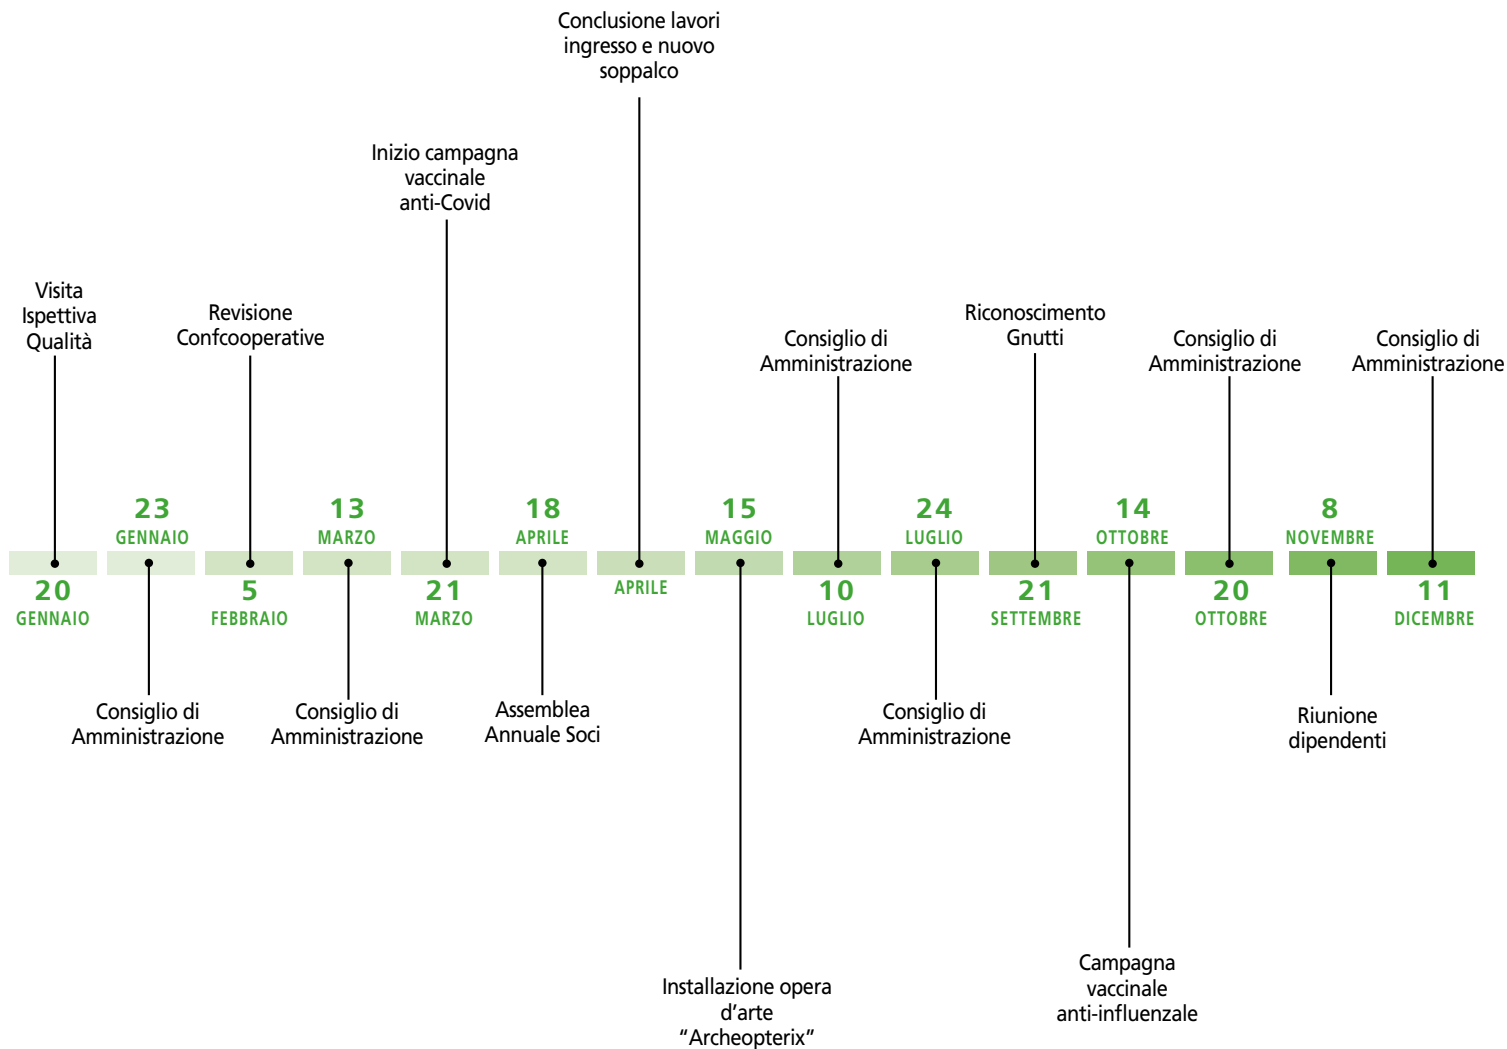 Conclusione lavori
ingresso e nuovo
soppalco
Inizio campagna
vaccinale
anti-Covid
Visita
Ispettiva
Qualità
Revisione
Confcooperative
Consiglio di
Amministrazione
Riconoscimento
Gnutti
Consiglio di
Amministrazione
Consiglio di
Amministrazione
23
GENNAIO
13
MARZO
18
APRILE
15
MAGGIO
24
LUGLIO
14
OTTOBRE
8
NOVEMBRE
20
GENNAIO
5
FEBBRAIO
21
MARZO
APRILE
10
LUGLIO
21
SETTEMBRE
20
OTTOBRE
11
DICEMBRE
Consiglio di
Amministrazione
Consiglio di
Amministrazione
Assemblea
Annuale Soci
Consiglio di
Amministrazione
Riunione
dipendenti
Installazione opera
d’arte
“Archeopterix”
Campagna
vaccinale
anti-influenzale